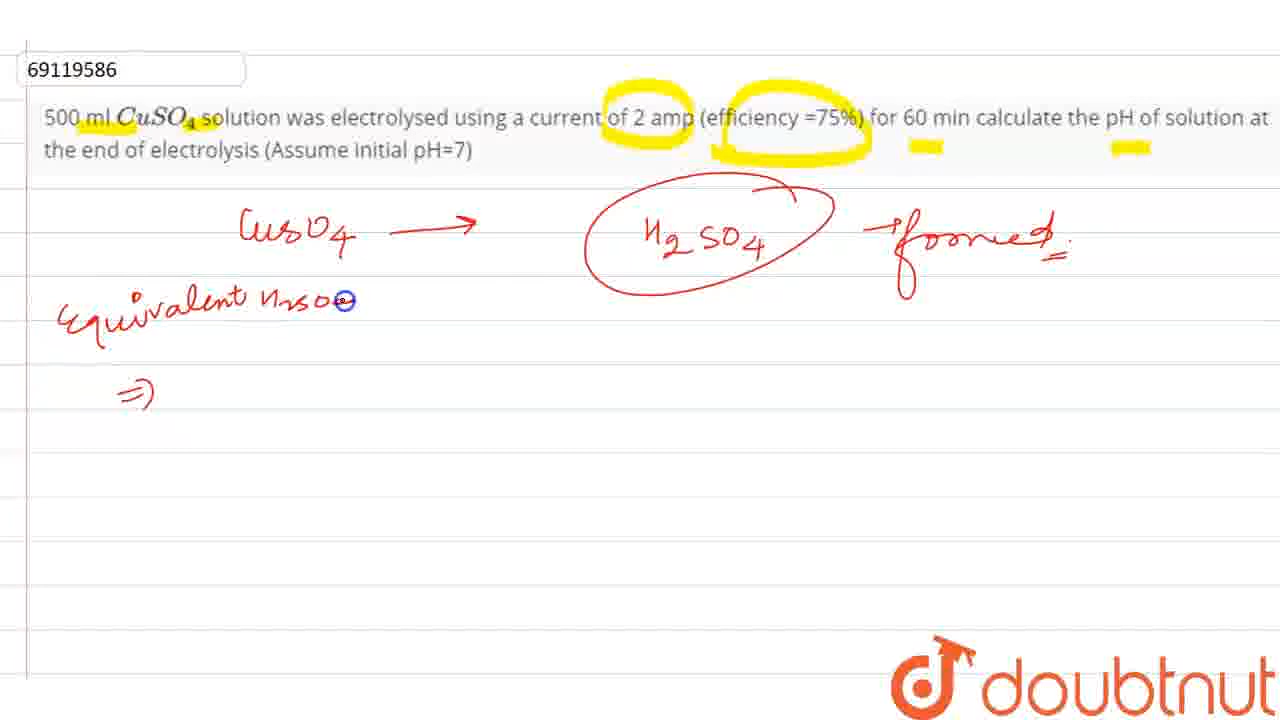 69119586
500 ml CuSO₄ solution was electrolysed using a current of 2 amp (efficiency =75%) for 60 min calculate the pH of solution at
the end of electrolysis (Assume initial pH=7)
CuSO₄ → H₂SO₄ → formed.
Equivalent H₂SO₄
⇒
doubtnut